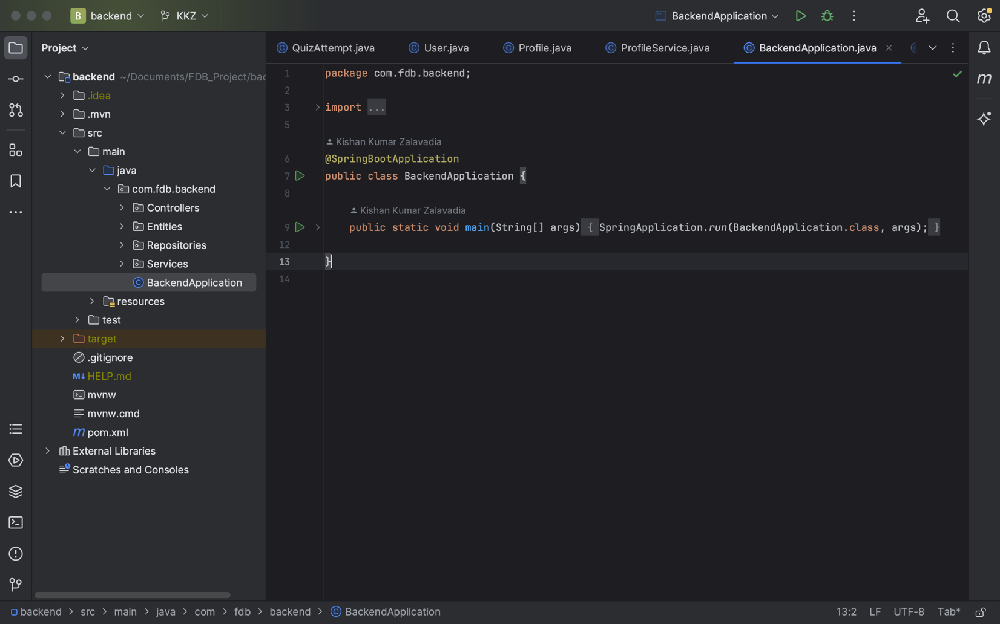 B backend KKZ BackendApplication
Project
QuizAttempt.java User.java Profile.java ProfileService.java BackendApplication.java
backend ~/Documents/FDB_Project/bac
.idea
.mvn
src
main
java
com.fdb.backend
Controllers
Entities
Repositories
Services
BackendApplication
resources
test
target
.gitignore
M↓ HELP.md
mvnw
mvnw.cmd
m pom.xml
External Libraries
Scratches and Consoles
1 package com.fdb.backend;
2
3 import ...
5
Kishan Kumar Zalavadia
6 @SpringBootApplication
7 public class BackendApplication {
8
Kishan Kumar Zalavadia
9 public static void main(String[] args) { SpringApplication.run(BackendApplication.class, args); }
12
13 }
14
m
backend > src > main > java > com > fdb > backend > BackendApplication
13:2 LF UTF-8 Tab*